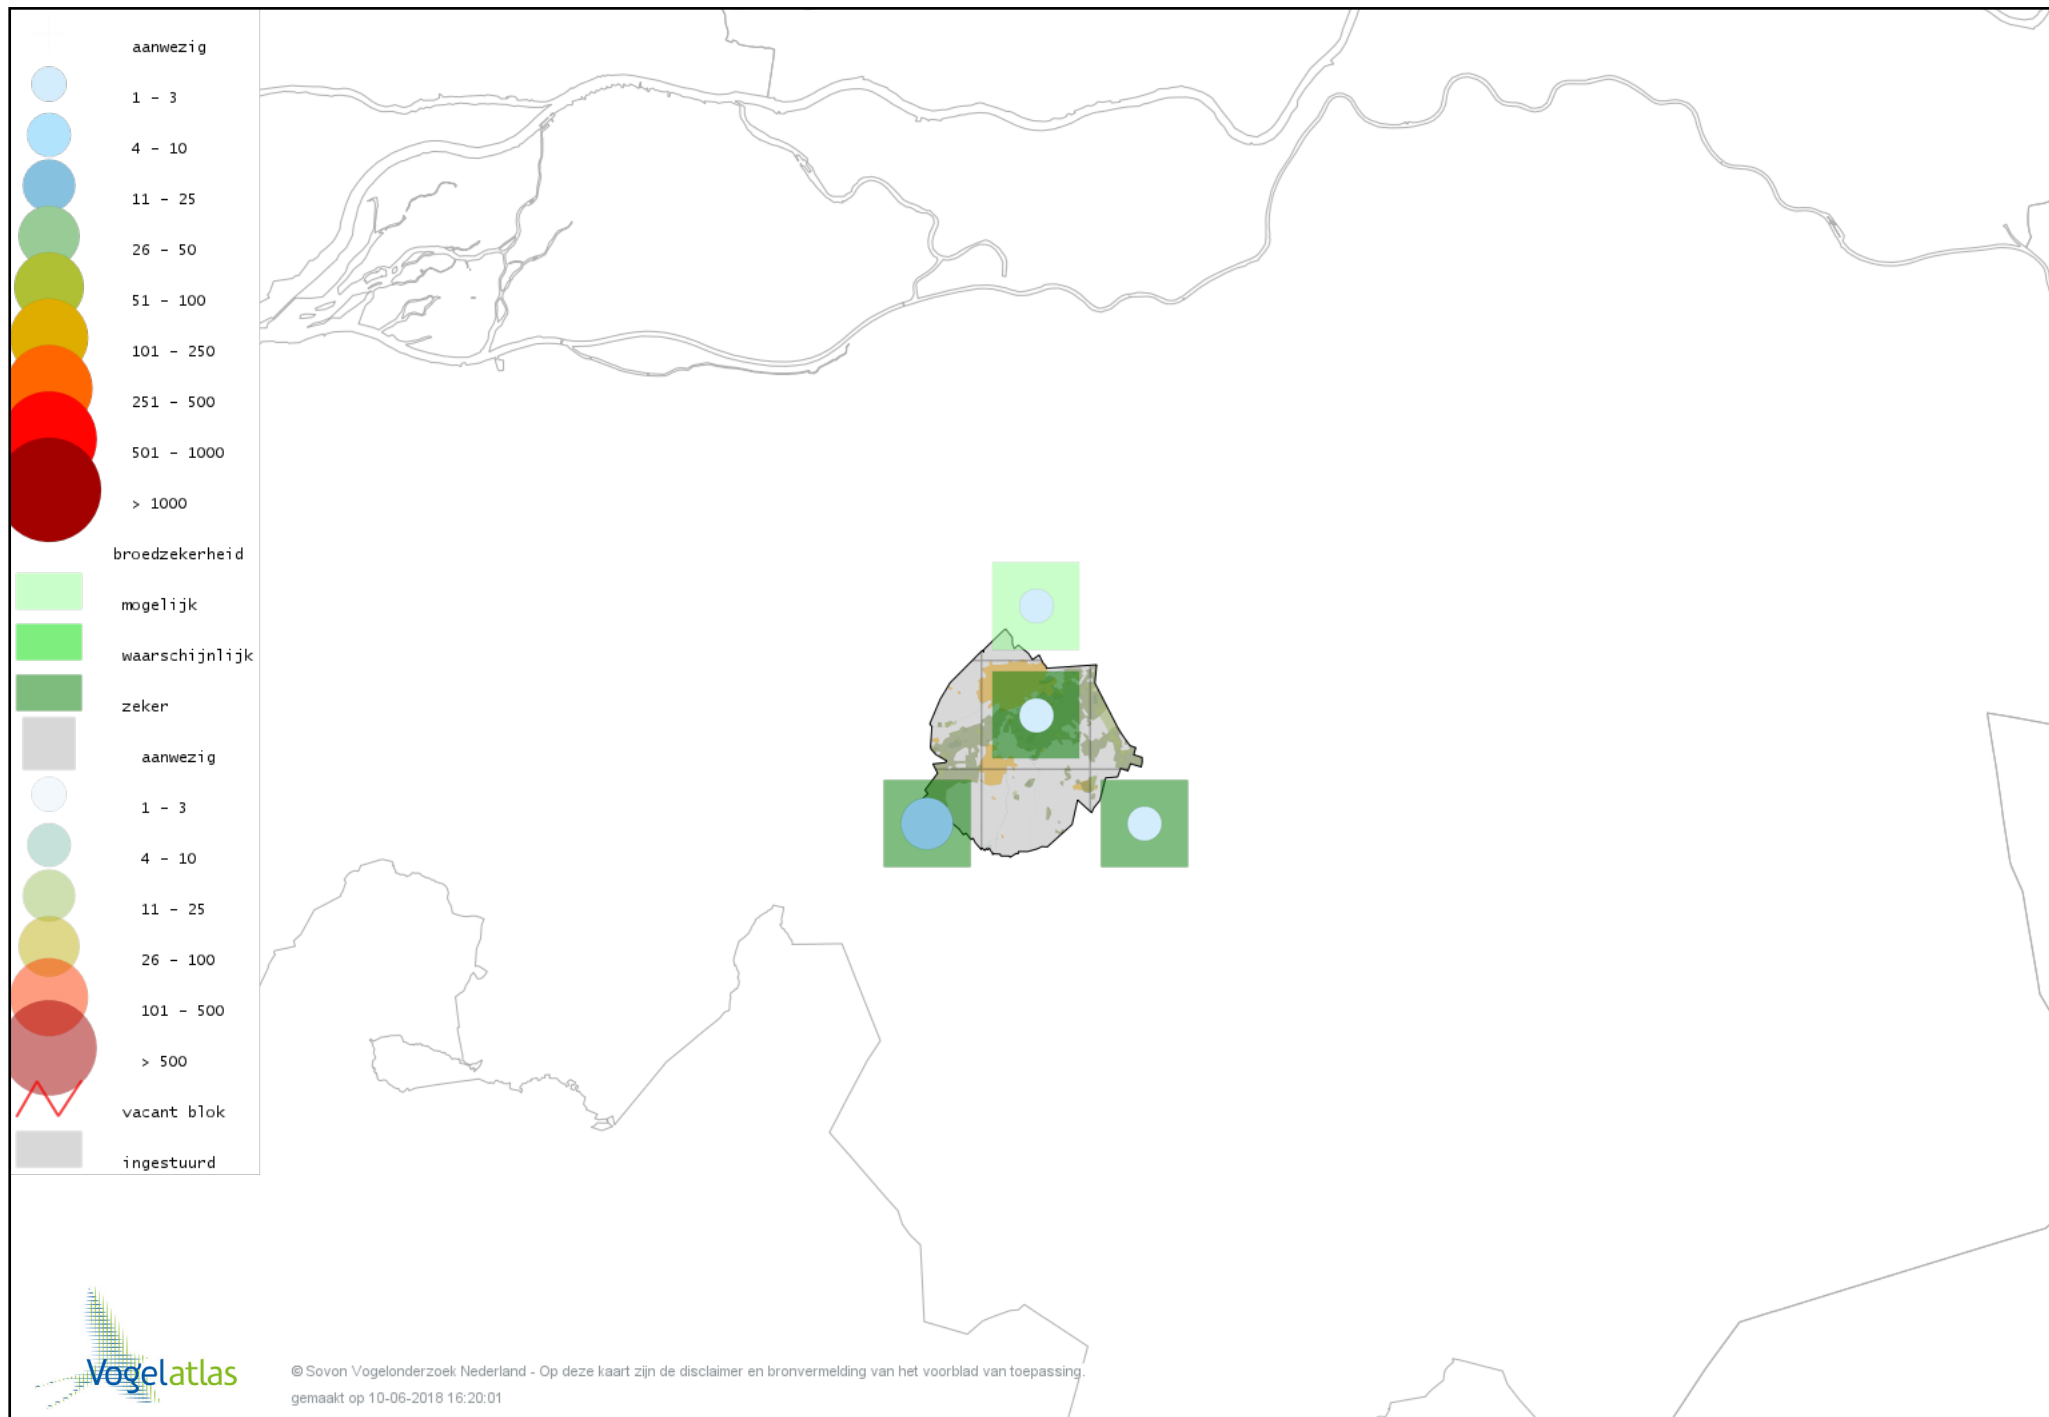 aanwezig
1 - 3
4 - 10
11 - 25
26 - 50
51 - 100
101 - 250
251 - 500
501 - 1000
> 1000
broedzekerheid
mogelijk
waarschijnlijk
zeker
aanwezig
1 - 3
4 - 10
11 - 25
26 - 100
101 - 500
> 500
vacant blok
ingestuurd
Vogelatlas
© Sovon Vogelonderzoek Nederland - Op deze kaart zijn de disclaimer en bronvermelding van het voorblad van toepassing.
gemaakt op 10-06-2018 16:20:01